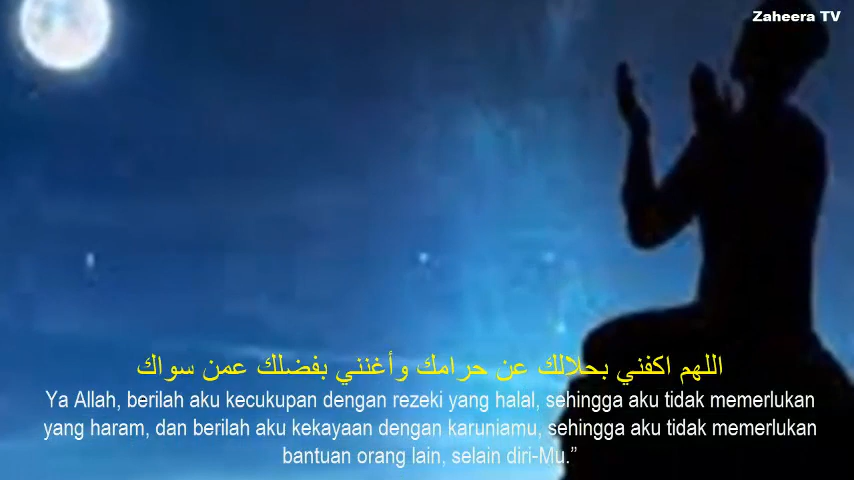 Zaheera TV
اللهم اكفني بحلالك عن حرامك وأغنني بفضلك عمن سواك
Ya Allah, berilah aku kecukupan dengan rezeki yang halal, sehingga aku tidak memerlukan
yang haram, dan berilah aku kekayaan dengan karuniamu, sehingga aku tidak memerlukan
bantuan orang lain, selain diri-Mu.”